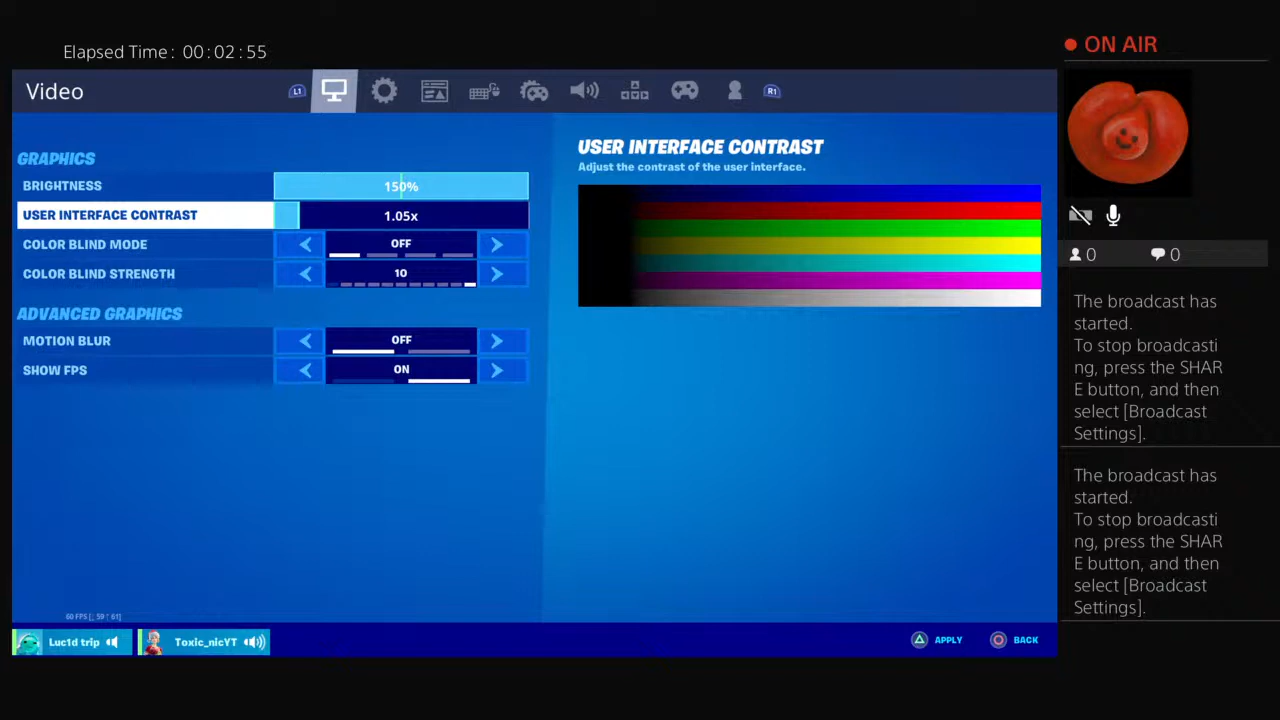 Elapsed Time: 00:02:55
ON AIR
Video
L1
R1
GRAPHICS
BRIGHTNESS 150%
USER INTERFACE CONTRAST 1.05x
COLOR BLIND MODE OFF
COLOR BLIND STRENGTH 10
ADVANCED GRAPHICS
MOTION BLUR OFF
SHOW FPS ON
USER INTERFACE CONTRAST
Adjust the contrast of the user interface.
0 0
The broadcast has
started.
To stop broadcasti
ng, press the SHAR
E button, and then
select [Broadcast
Settings].
The broadcast has
started.
To stop broadcasti
ng, press the SHAR
E button, and then
select [Broadcast
Settings].
60 FPS [↓ 59 ↑ 61]
Luc1d trip Toxic_nicYT
APPLY BACK